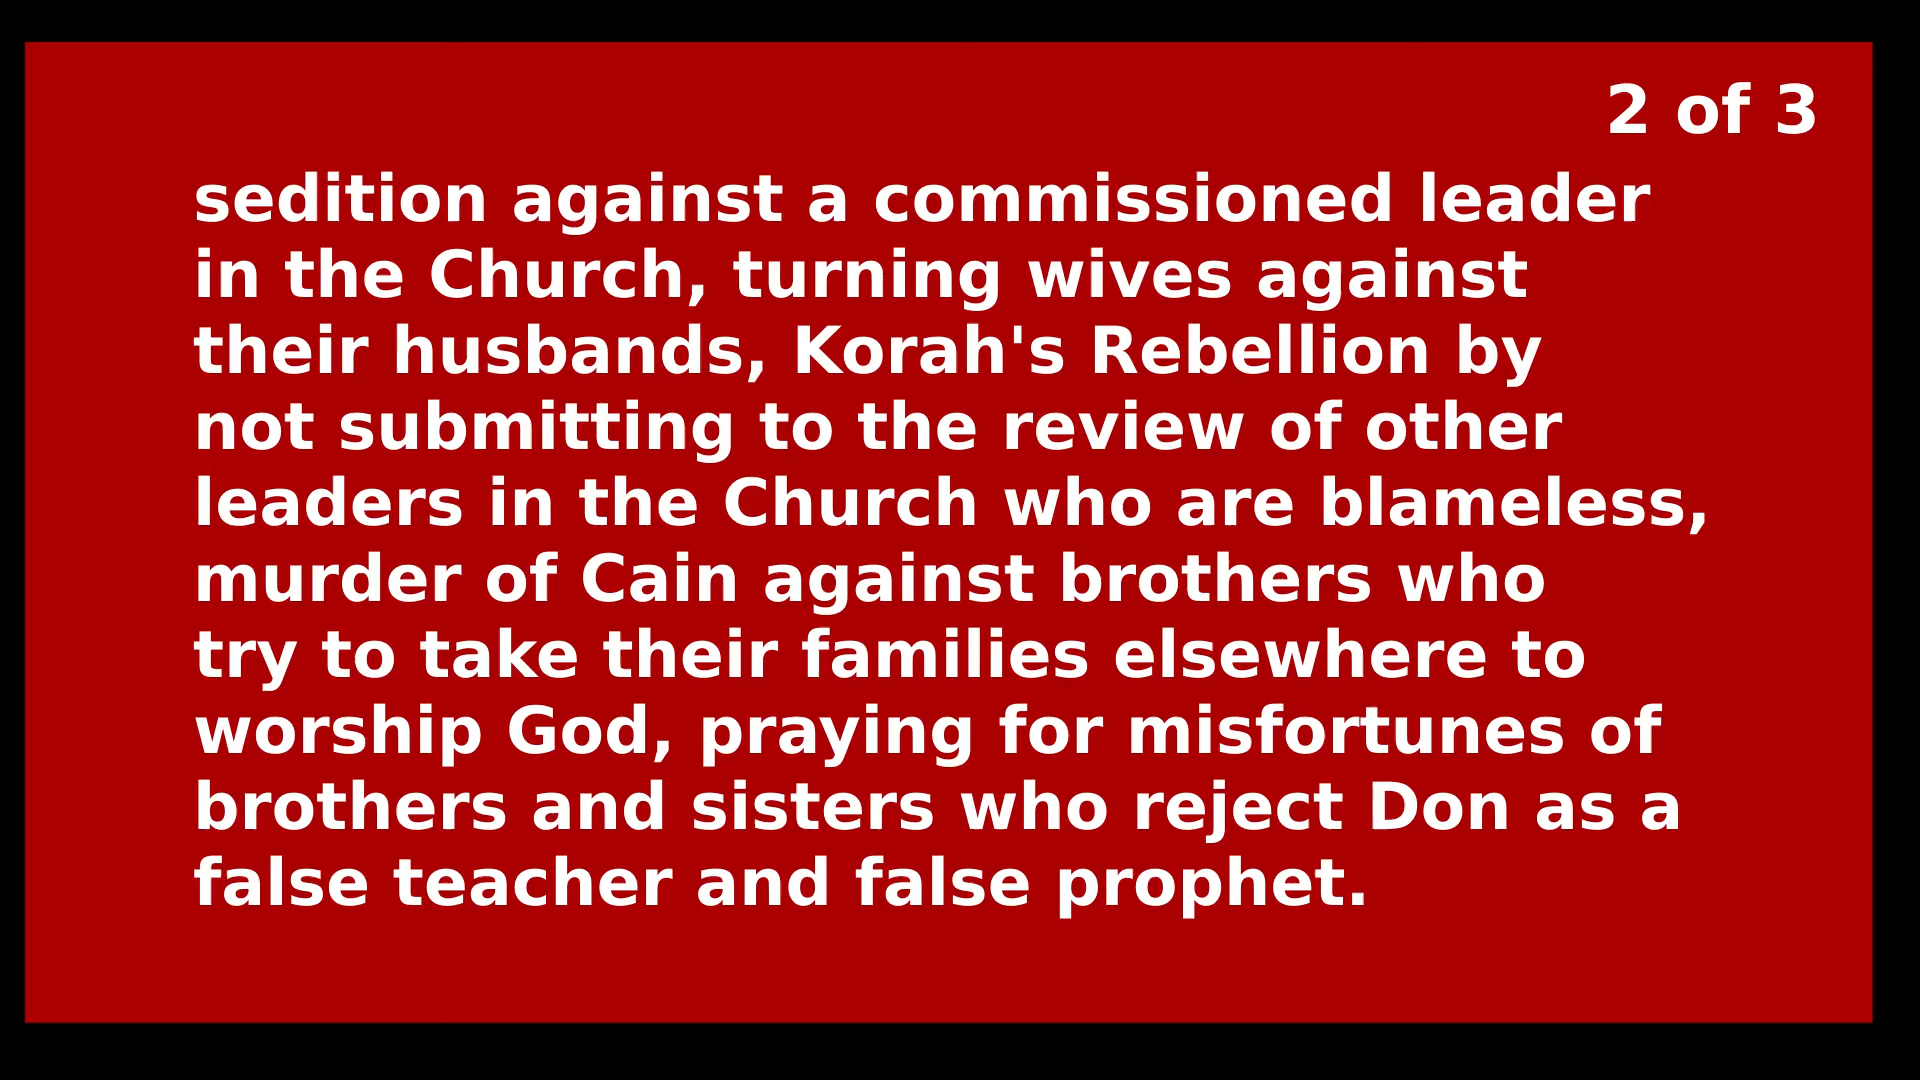 2 of 3
sedition against a commissioned leader
in the Church, turning wives against
their husbands, Korah's Rebellion by
not submitting to the review of other
leaders in the Church who are blameless,
murder of Cain against brothers who
try to take their families elsewhere to
worship God, praying for misfortunes of
brothers and sisters who reject Don as a
false teacher and false prophet.